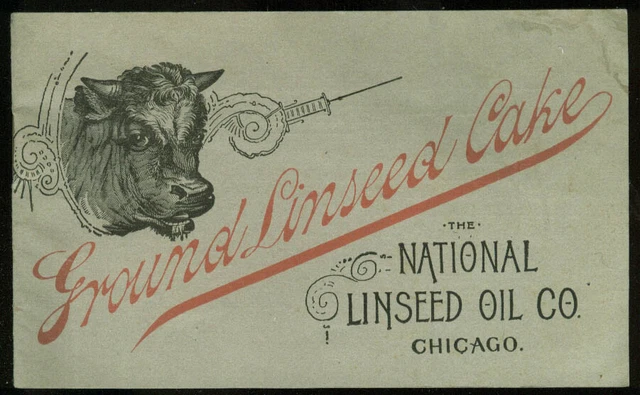 Ground Linseed Cake
·THE·
NATIONAL
LINSEED OIL CO.
CHICAGO.